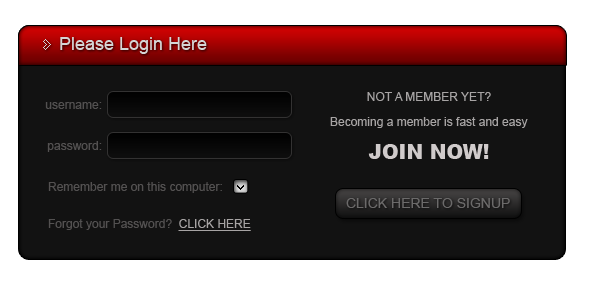 Please Login Here
username:
password:
Remember me on this computer:
Forgot your Password? CLICK HERE
NOT A MEMBER YET?
Becoming a member is fast and easy
JOIN NOW!
CLICK HERE TO SIGNUP